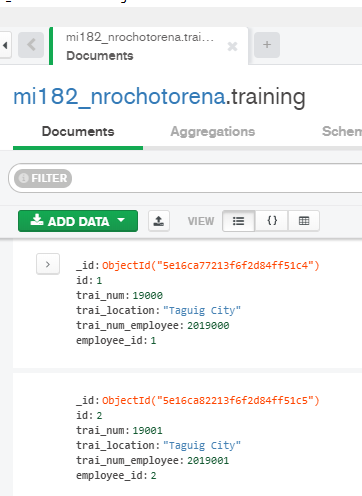 mi182_nrochotorena.trai...
Documents
mi182_nrochotorena.training
Documents Aggregations Schem
FILTER
ADD DATA VIEW {}
_id: ObjectId("5e16ca77213f6f2d84ff51c4")
id: 1
trai_num: 19000
trai_location: "Taguig City"
trai_num_employee: 2019000
employee_id: 1
_id: ObjectId("5e16ca82213f6f2d84ff51c5")
id: 2
trai_num: 19001
trai_location: "Taguig City"
trai_num_employee: 2019001
employee_id: 2